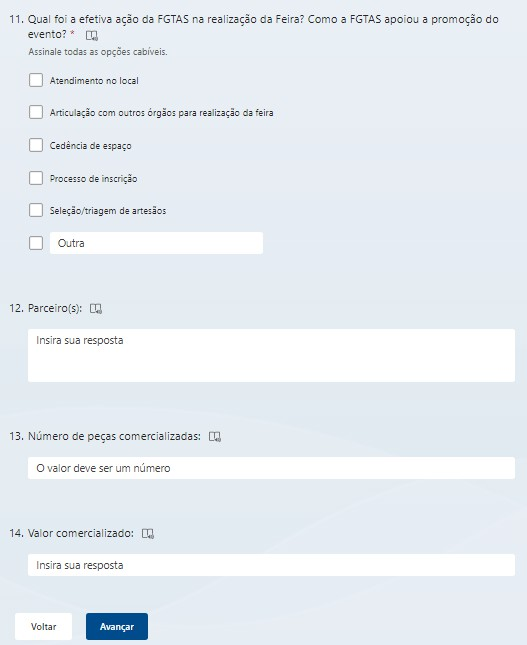 11. Qual foi a efetiva ação da FGTAS na realização da Feira? Como a FGTAS apoiou a promoção do
evento? *
Assinale todas as opções cabíveis.
Atendimento no local
Articulação com outros órgãos para realização da feira
Cedência de espaço
Processo de inscrição
Seleção/triagem de artesãos
Outra
12. Parceiro(s):
Insira sua resposta
13. Número de peças comercializadas:
O valor deve ser um número
14. Valor comercializado:
Insira sua resposta
Voltar
Avançar